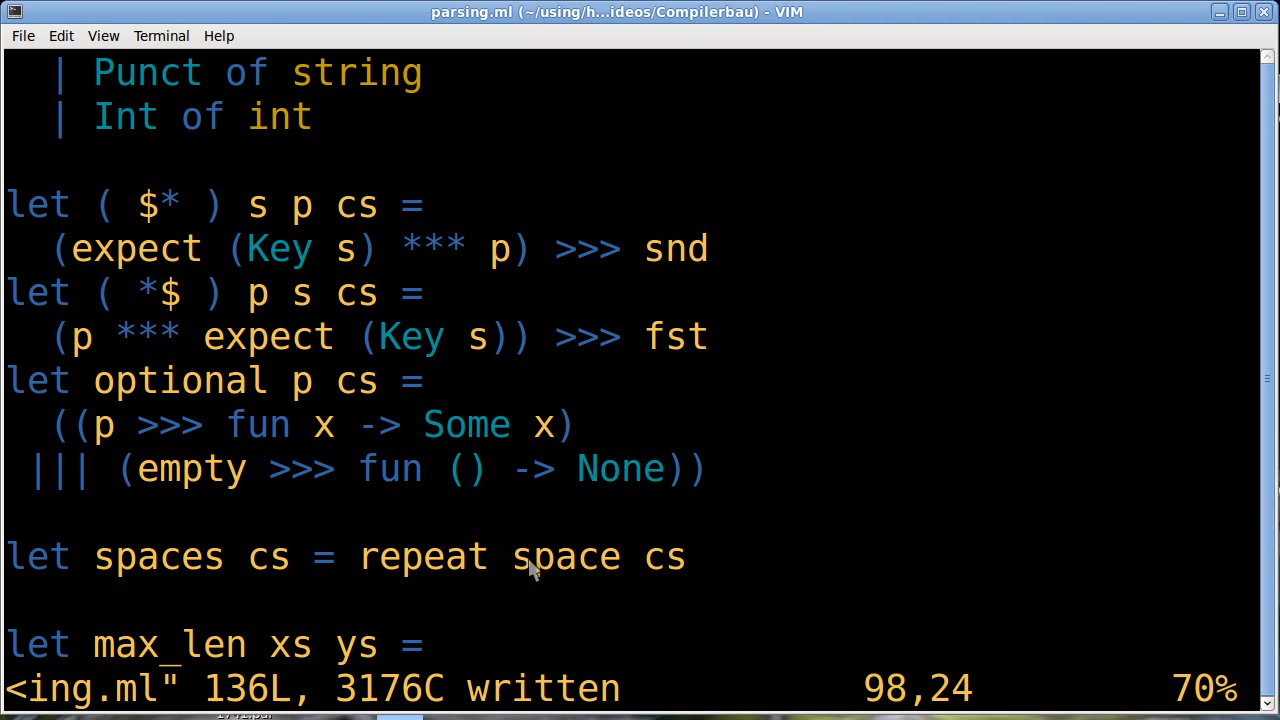 parsing.ml (~/using/h...ideos/Compilerbau) - VIM
File Edit View Terminal Help
| Punct of string
| Int of int
let ( $* ) s p cs =
(expect (Key s) *** p) >>> snd
let ( *$ ) p s cs =
(p *** expect (Key s)) >>> fst
let optional p cs =
((p >>> fun x -> Some x)
||| (empty >>> fun () -> None))
let spaces cs = repeat space cs
let max_len xs ys =
<ing.ml" 136L, 3176C written 98,24 70%